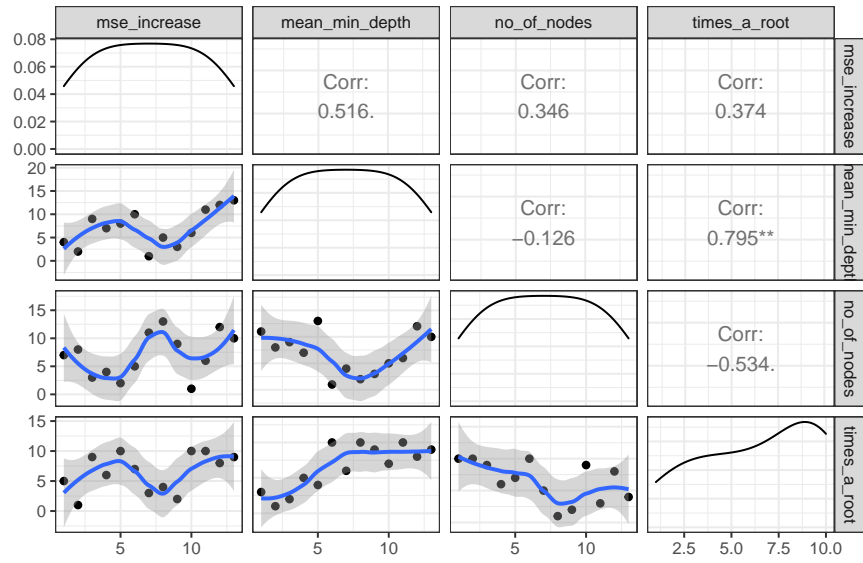 mse_increase
mean_min_depth
no_of_nodes
times_a_root
0.08
0.06
0.04
0.02
0.00
Corr:
0.516.
Corr:
0.346
Corr:
0.374
mse_increase
20
15
10
5
0
Corr:
−0.126
Corr:
0.795**
mean_min_depth
15
10
5
0
Corr:
−0.534.
no_of_nodes
15
10
5
0
times_a_root
5
10
5
10
5
10
2.5
5.0
7.5
10.0